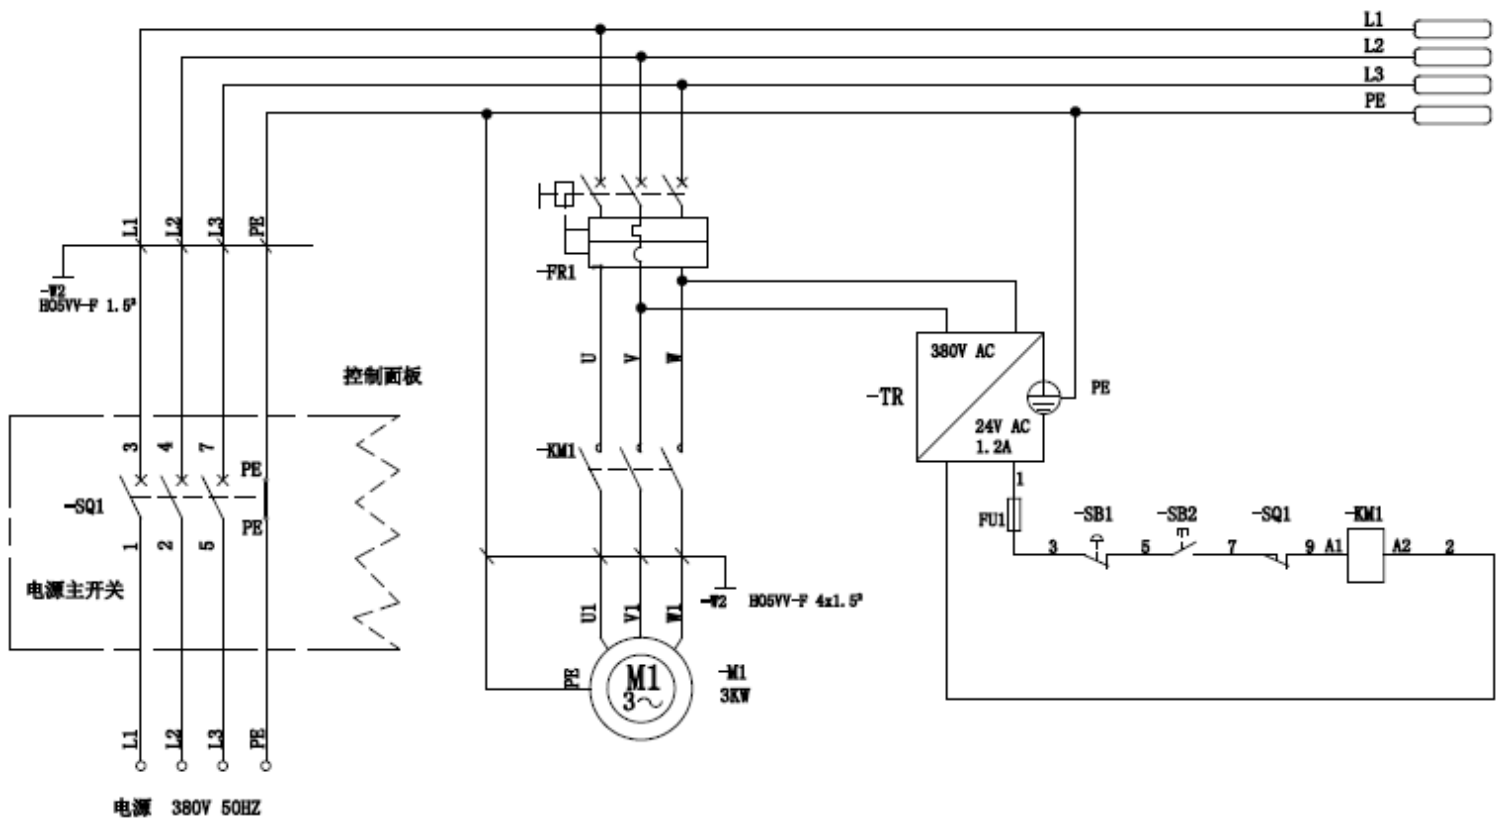 L1
L2
L3
PE
L1
L2
L3
PE
-W2
H05VV-F 1.5²
-FR1
U
V
W
380V AC
-TR
24V AC
1.2A
PE
控制面板
3
4
7
PE
-SQ1
PE
1
2
5
电源主开关
-KM1
1
FU1
-SB1
-SB2
-SQ1
-KM1
3
5
7
9
A1
A2
2
U1
V1
W1
-W2
H05VV-F 4x1.5²
PE
M1
3~
-M1
3KW
L1
L2
L3
PE
电源 380V 50HZ